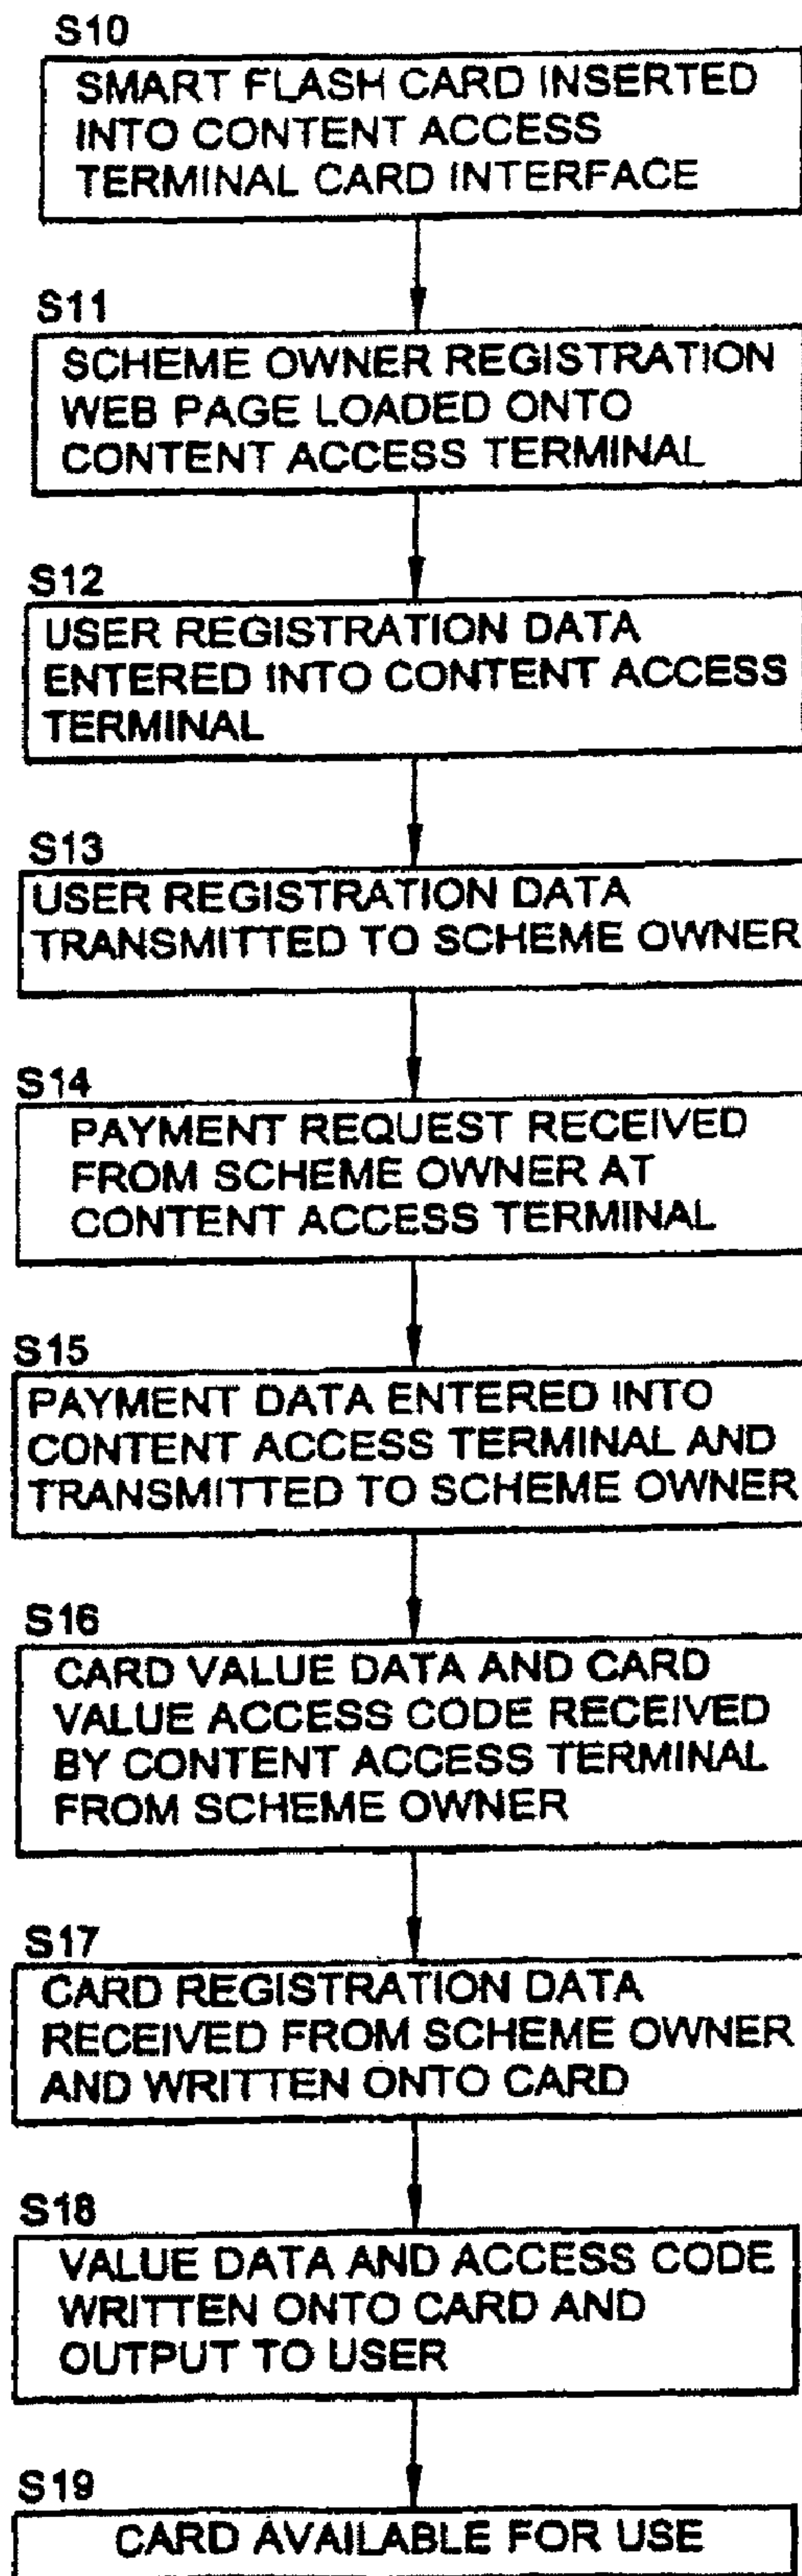 S10
SMART FLASH CARD INSERTED
INTO CONTENT ACCESS
TERMINAL CARD INTERFACE
S11
SCHEME OWNER REGISTRATION
WEB PAGE LOADED ONTO
CONTENT ACCESS TERMINAL
S12
USER REGISTRATION DATA
ENTERED INTO CONTENT ACCESS
TERMINAL
S13
USER REGISTRATION DATA
TRANSMITTED TO SCHEME OWNER
S14
PAYMENT REQUEST RECEIVED
FROM SCHEME OWNER AT
CONTENT ACCESS TERMINAL
S15
PAYMENT DATA ENTERED INTO
CONTENT ACCESS TERMINAL AND
TRANSMITTED TO SCHEME OWNER
S16
CARD VALUE DATA AND CARD
VALUE ACCESS CODE RECEIVED
BY CONTENT ACCESS TERMINAL
FROM SCHEME OWNER
S17
CARD REGISTRATION DATA
RECEIVED FROM SCHEME OWNER
AND WRITTEN ONTO CARD
S18
VALUE DATA AND ACCESS CODE
WRITTEN ONTO CARD AND
OUTPUT TO USER
S19
CARD AVAILABLE FOR USE